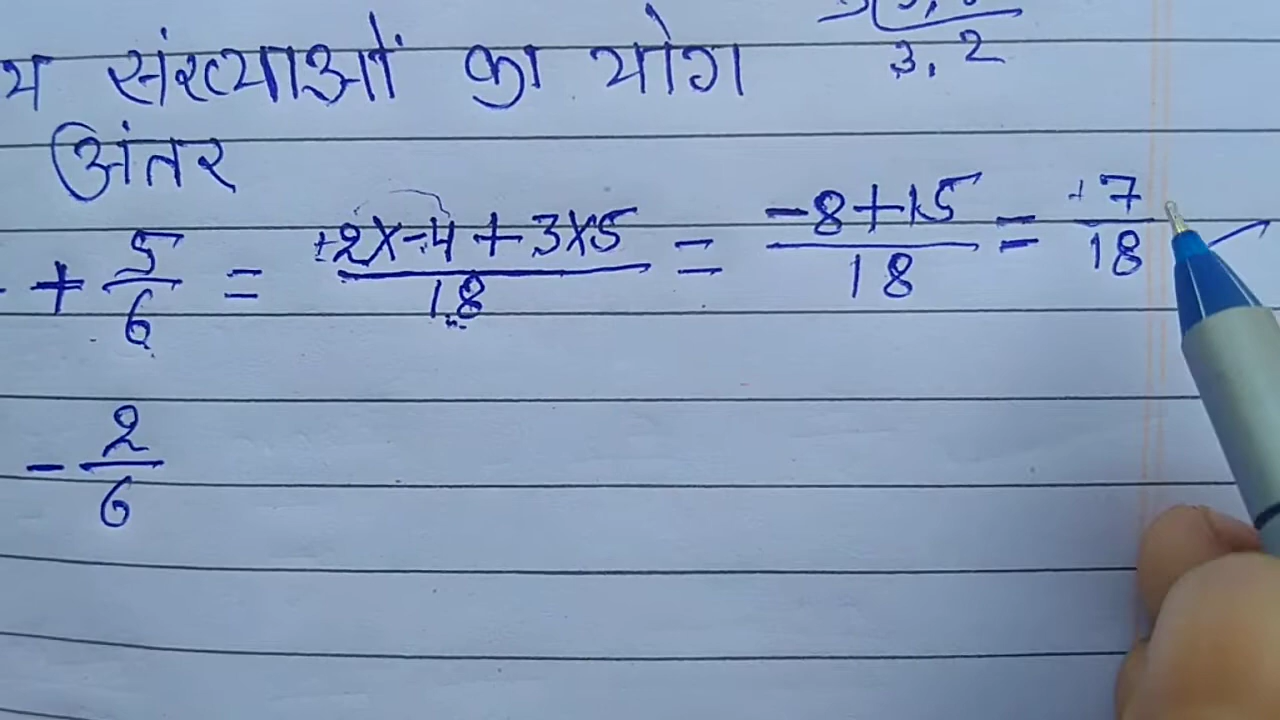 य संख्याओं का योग
3, 2
अंतर
+ 5/6 = +2×-4+3×5/18 = -8+15/18 = +7/18
- 2/6